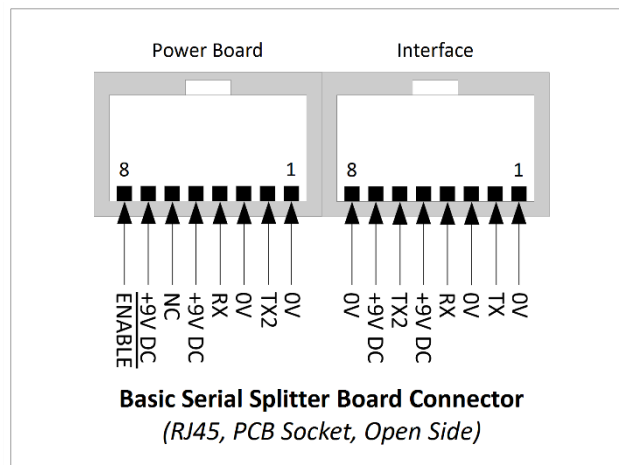 Power Board
Interface
8
1
8
1
ENABLE
+9V DC
NC
+9V DC
RX
0V
TX2
0V
0V
+9V DC
TX2
+9V DC
RX
0V
TX
0V
Basic Serial Splitter Board Connector
(RJ45, PCB Socket, Open Side)